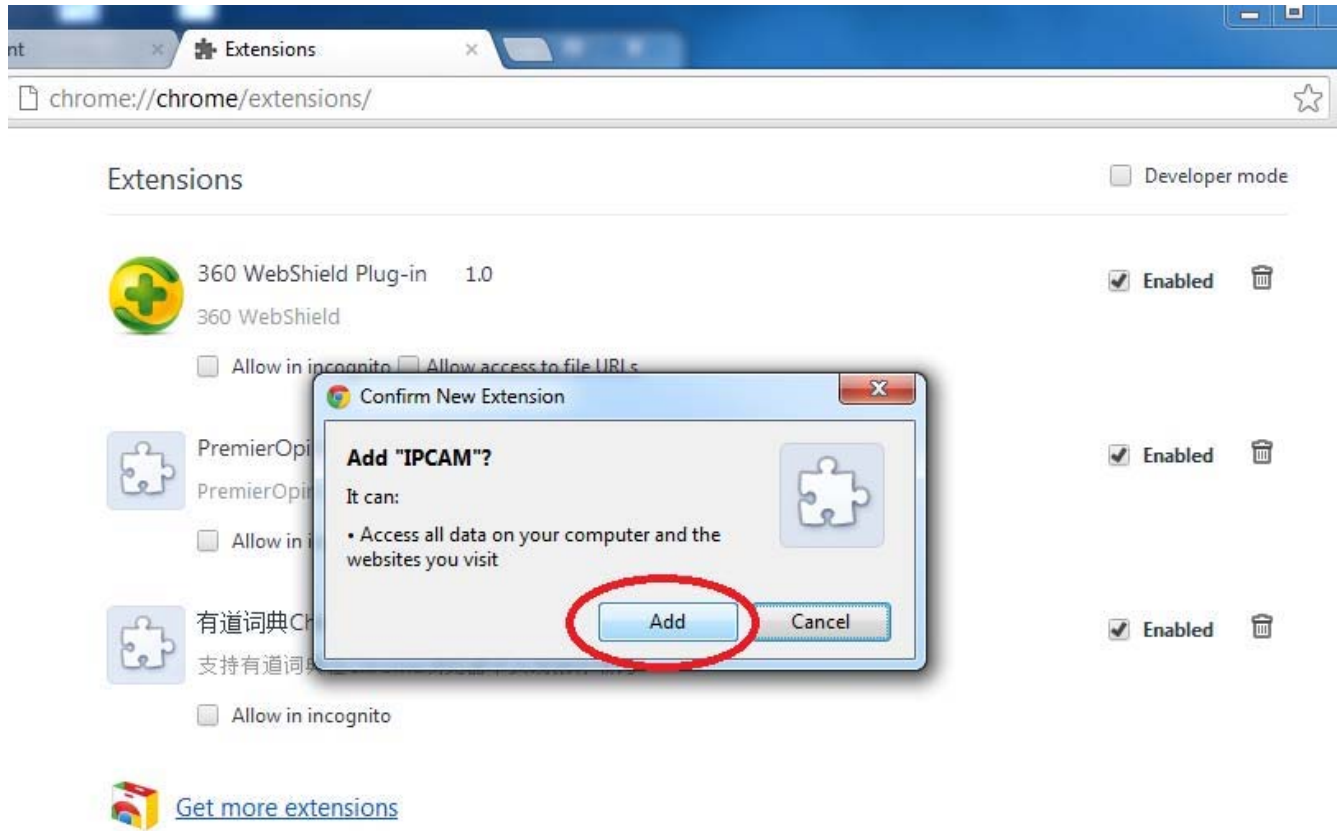 nt
Extensions
chrome://chrome/extensions/
Extensions
Developer mode
360 WebShield Plug-in 1.0
Enabled
360 WebShield
Allow in incognito Allow access to file URLs
Confirm New Extension
PremierOpi
Enabled
Add "IPCAM"?
PremierOpi
It can:
Allow in i
• Access all data on your computer and the
websites you visit
Add
Cancel
有道词典Ch
Enabled
支持有道词
Allow in incognito
Get more extensions